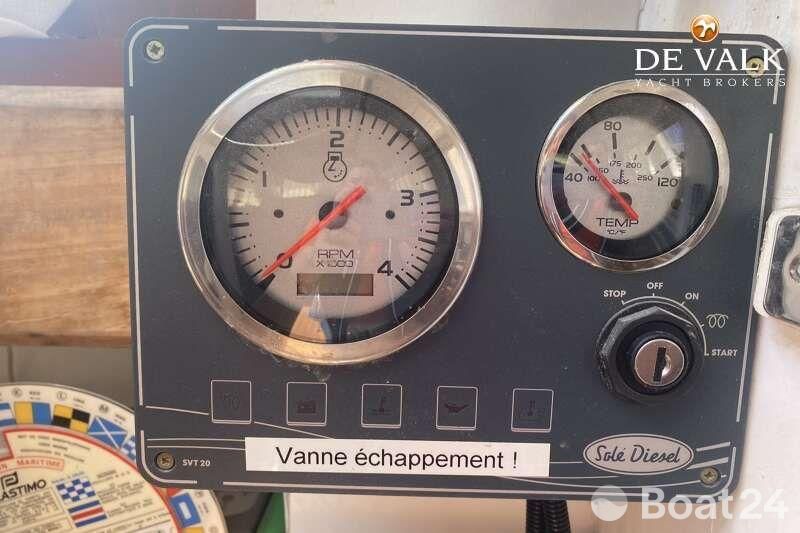 DE VALK
YACHT BROKERS
0 1 2 3 4
RPM
X1000
40 80 120
100 150 175 200 250
TEMP
°C/°F
STOP OFF ON
START
SVT 20
Vanne échappement !
Solé Diesel
Boat24
MARITIME